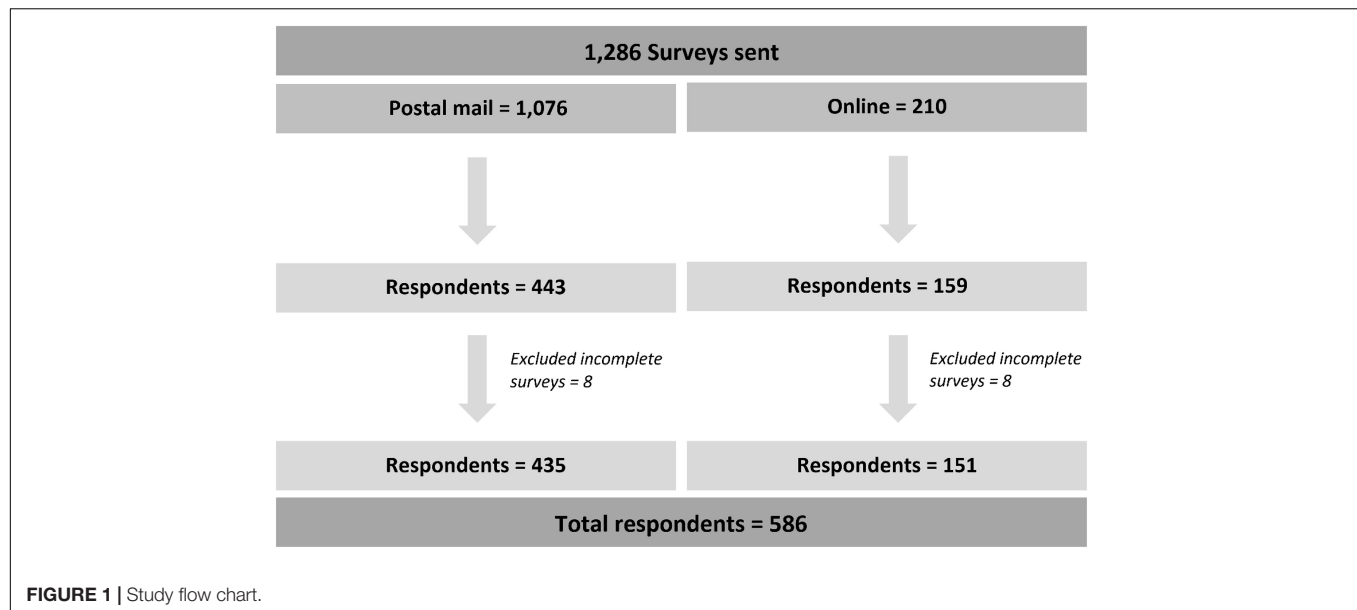 1,286 Surveys sent
Postal mail = 1,076
Online = 210
Respondents = 443
Respondents = 159
Excluded incomplete
surveys = 8
Excluded incomplete
surveys = 8
Respondents = 435
Respondents = 151
Total respondents = 586
FIGURE 1 | Study flow chart.